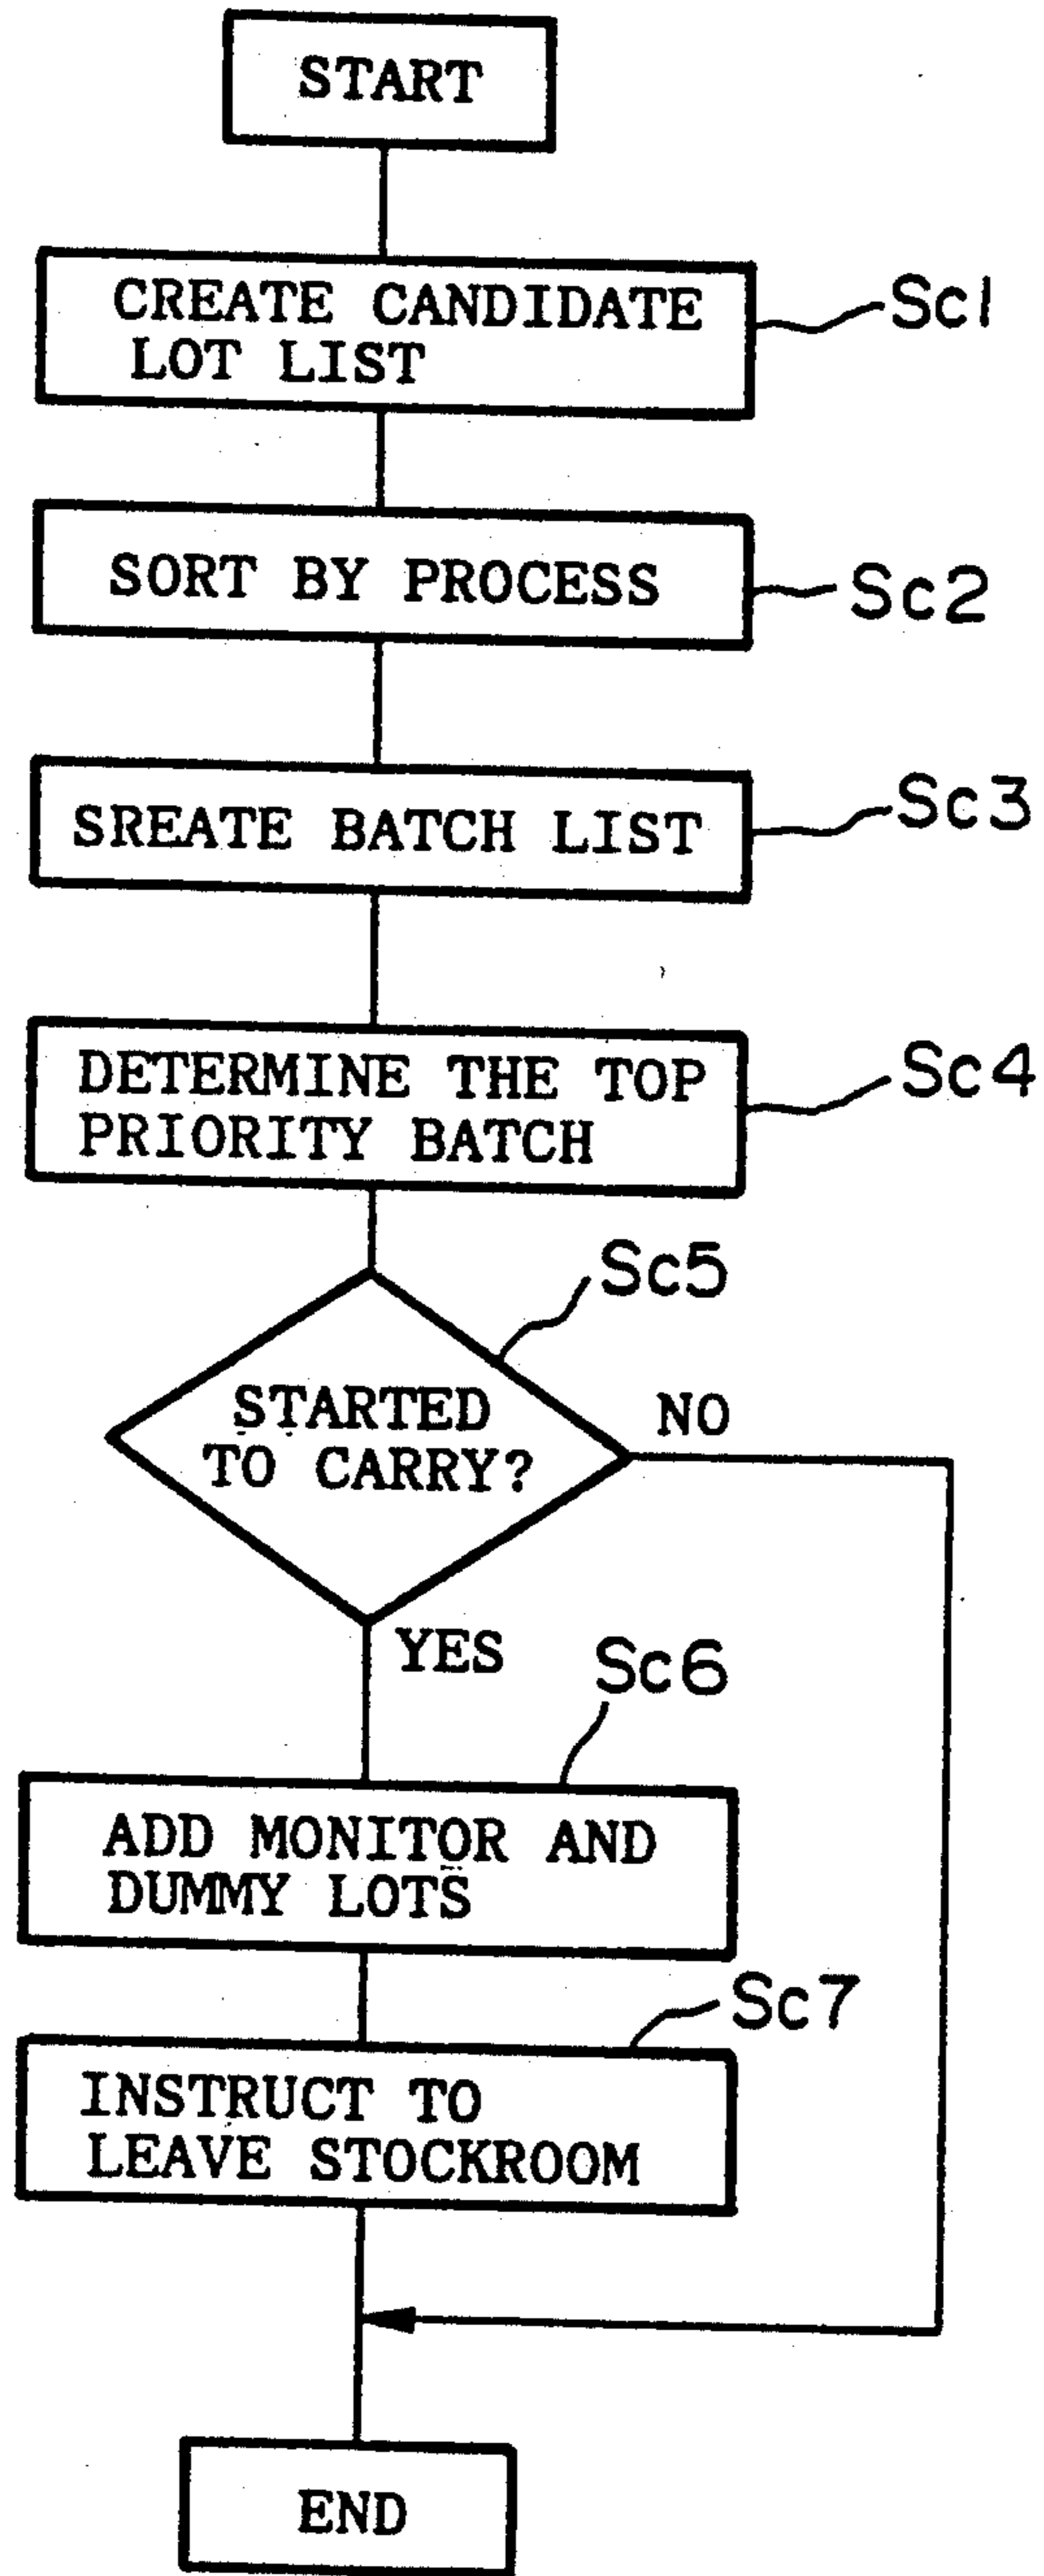 START
CREATE CANDIDATE
LOT LIST
Sc1
SORT BY PROCESS
Sc2
SREATE BATCH LIST
Sc3
DETERMINE THE TOP
PRIORITY BATCH
Sc4
Sc5
STARTED
TO CARRY?
NO
YES
Sc6
ADD MONITOR AND
DUMMY LOTS
Sc7
INSTRUCT TO
LEAVE STOCKROOM
END